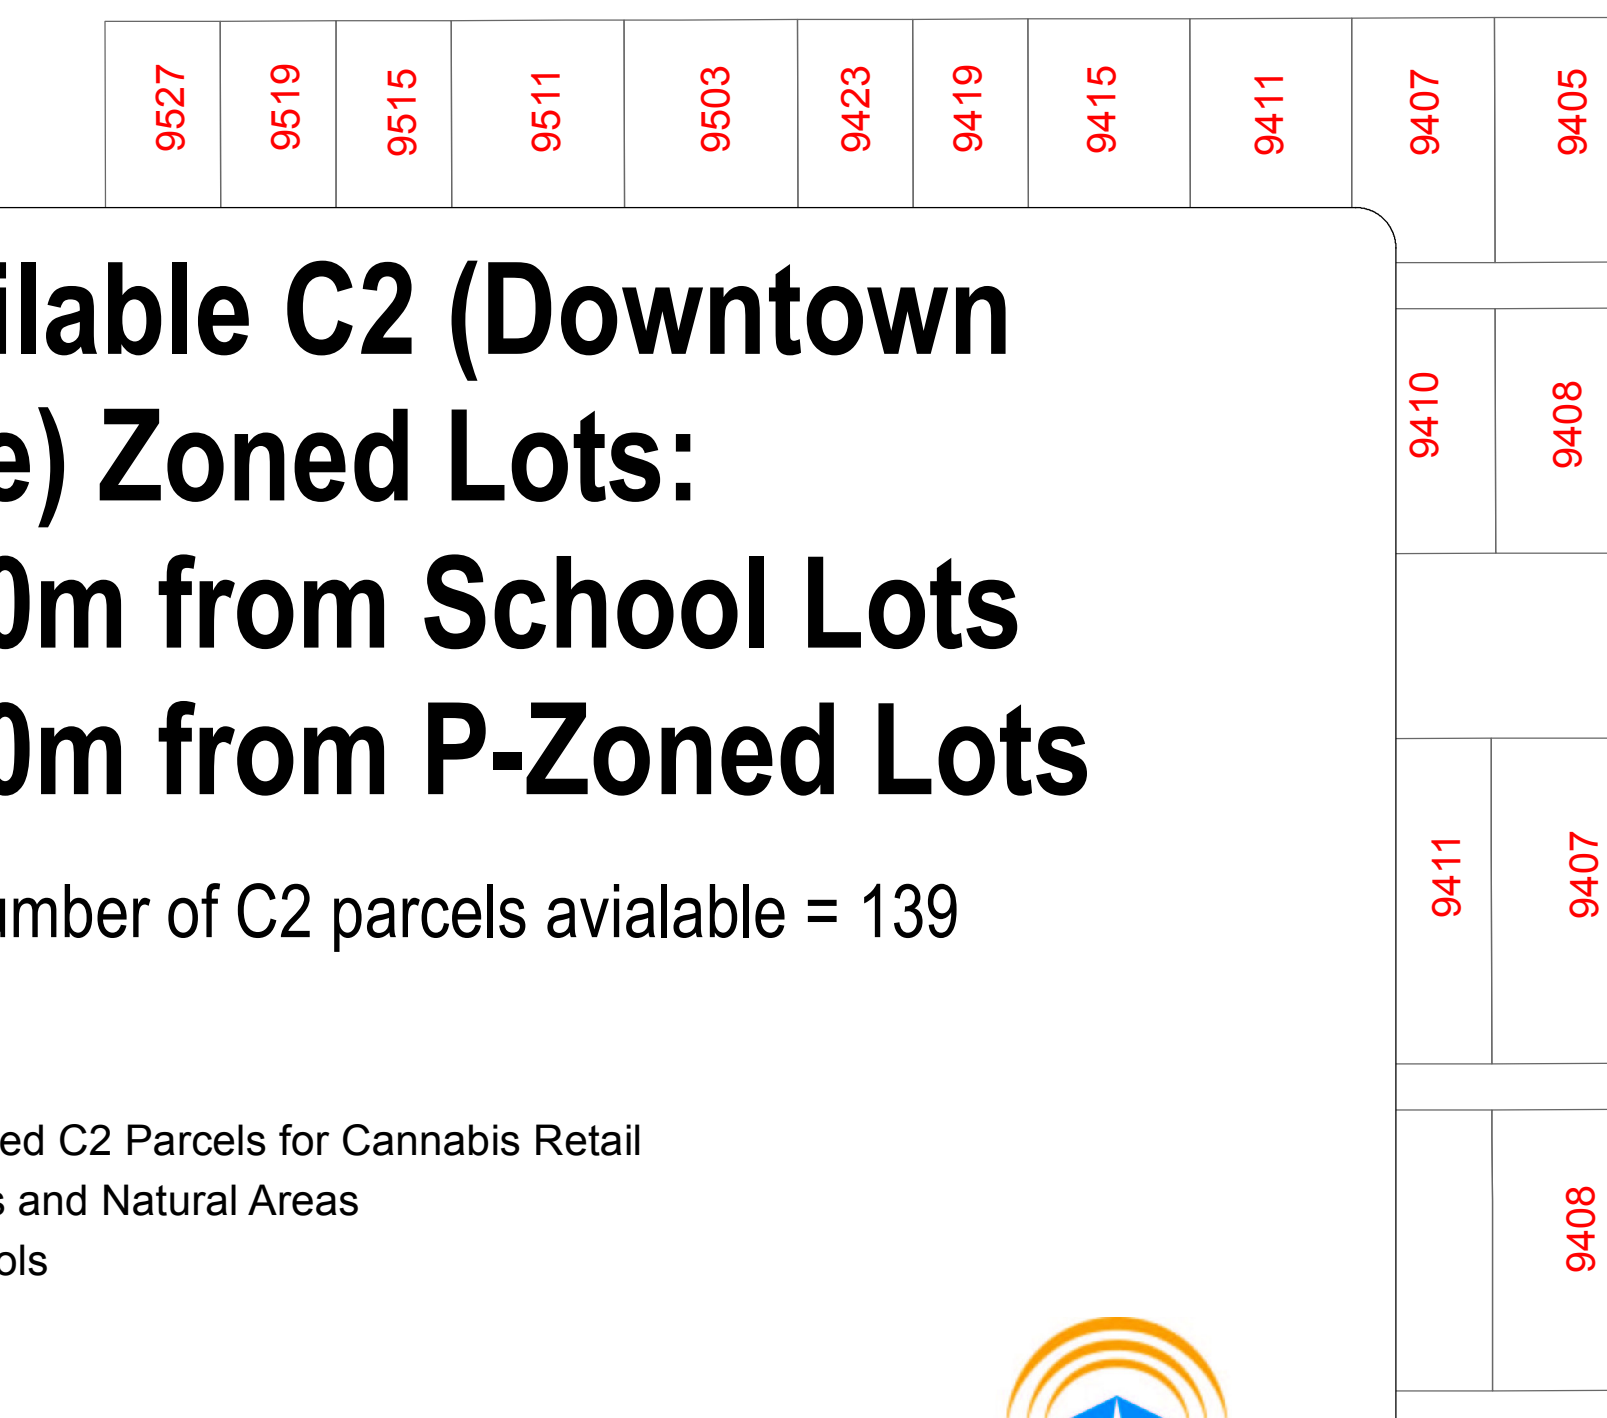 9527 9519 9515 9511 9503 9423 9419 9415 9411 9407 9405
ilable C2 (Downtown
e) Zoned Lots:
0m from School Lots
0m from P-Zoned Lots
umber of C2 parcels avialable = 139
ed C2 Parcels for Cannabis Retail
s and Natural Areas
ols
9410 9408
9411 9407
9408